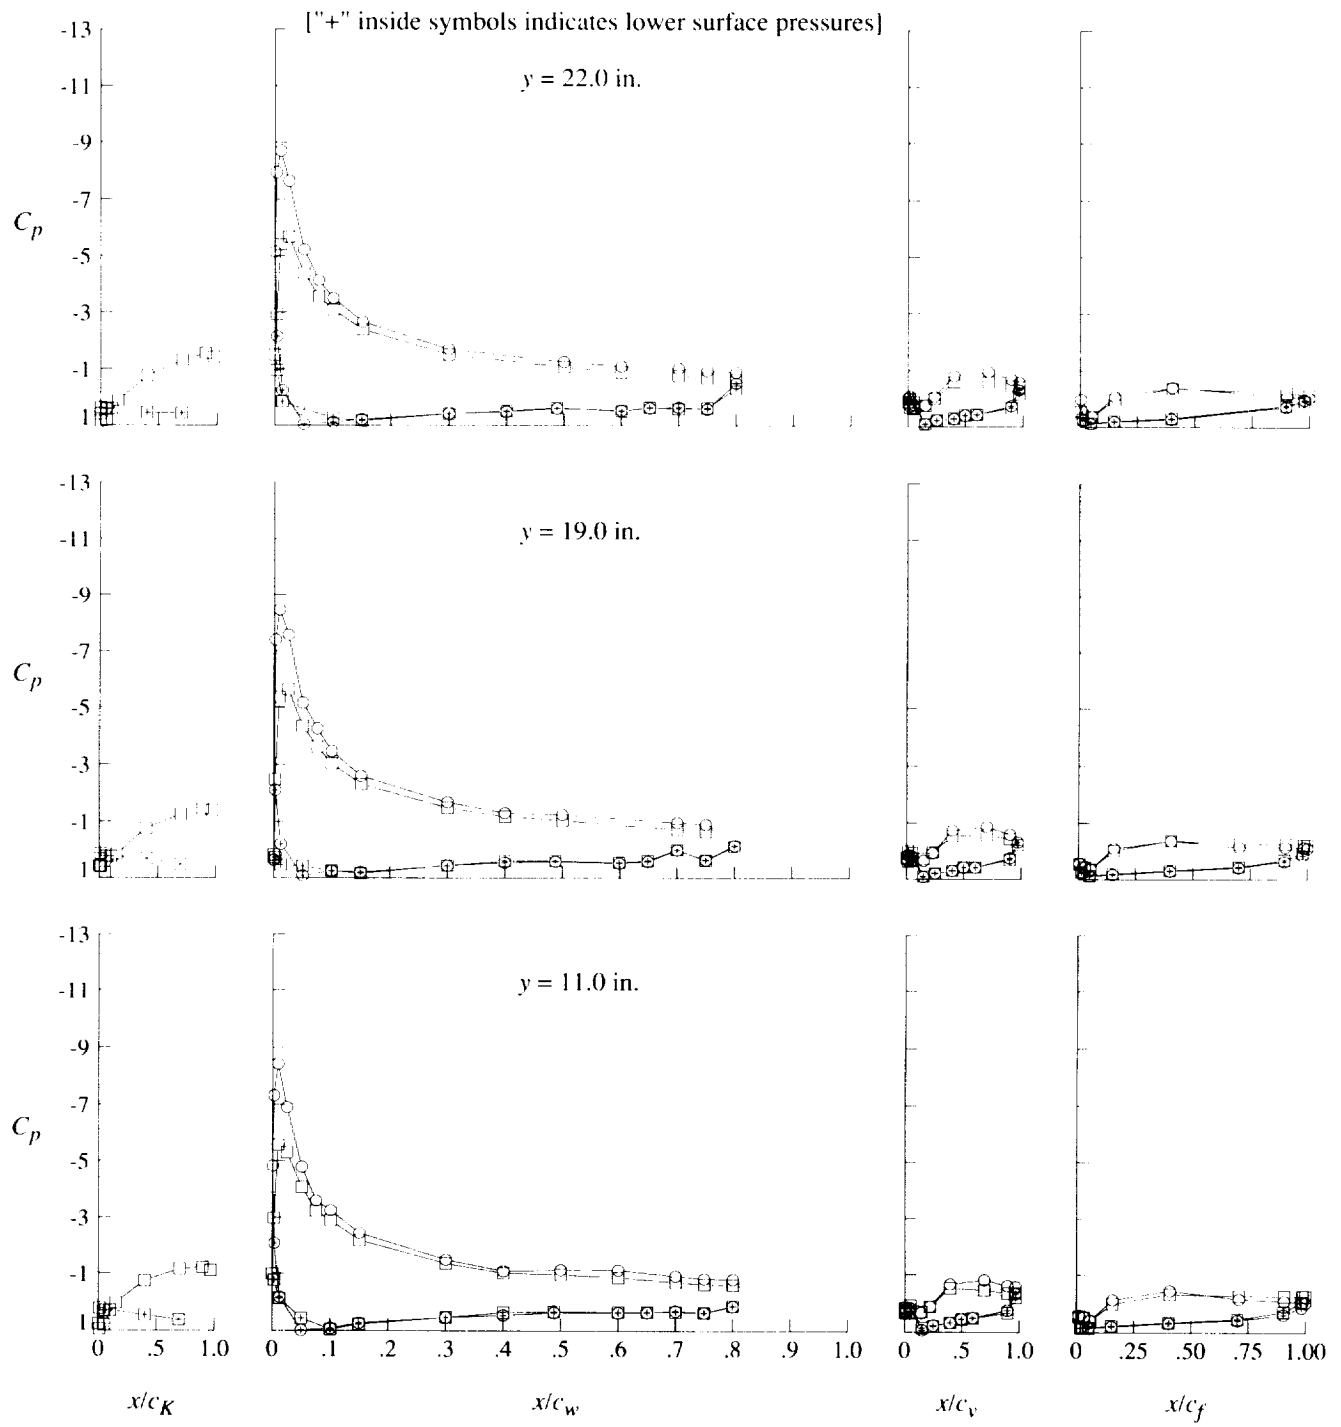 ["+" inside symbols indicates lower surface pressures]
-13
-11
-9
-7
-5
-3
-1
1
C_p
y = 22.0 in.
-13
-11
-9
-7
-5
-3
-1
1
C_p
y = 19.0 in.
-13
-11
-9
-7
-5
-3
-1
1
C_p
y = 11.0 in.
0 .5 1.0 0 .1 .2 .3 .4 .5 .6 .7 .8 .9 1.0 0 .5 1.0 0 .25 .50 .75 1.00
x/c_K x/c_w x/c_v x/c_f